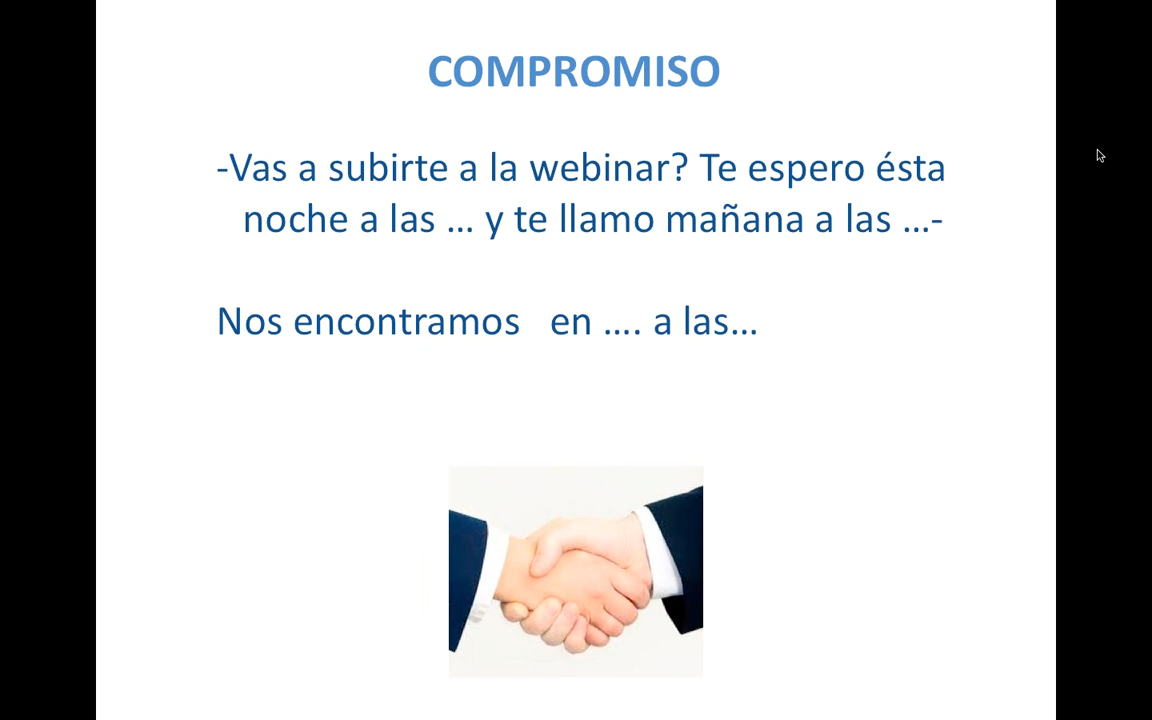 COMPROMISO
-Vas a subirte a la webinar? Te espero ésta
noche a las ... y te llamo mañana a las ...-
Nos encontramos en .... a las...